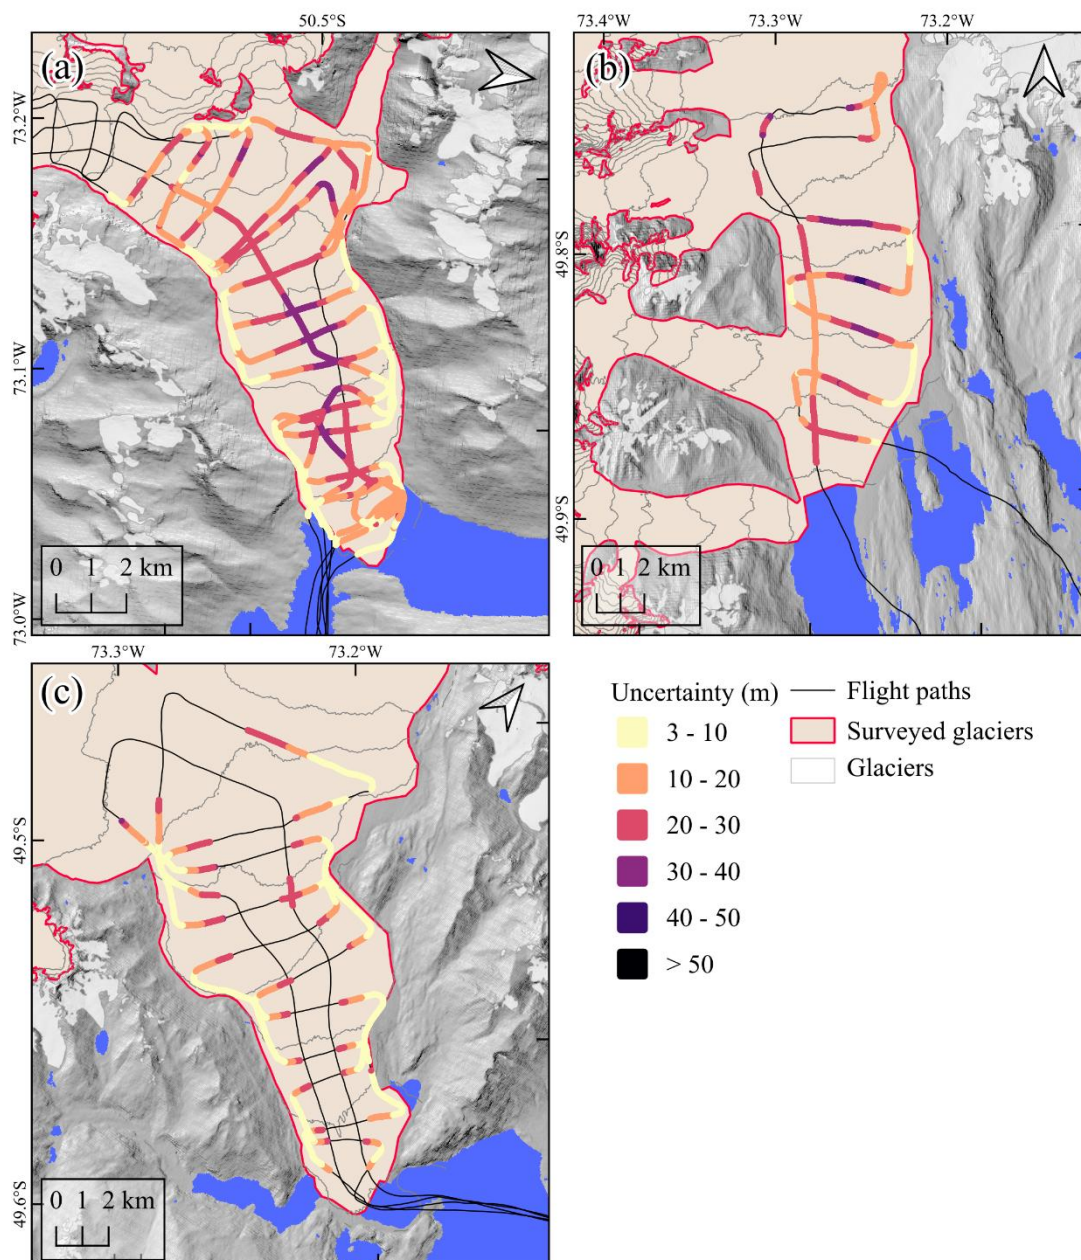 50.5°S
73.4°W 73.3°W 73.2°W
(a)
(b)
73.2°W
73.1°W
73.0°W
49.8°S
49.9°S
0 1 2 km
0 1 2 km
73.3°W 73.2°W
(c)
49.5°S
49.6°S
0 1 2 km
Uncertainty (m)
3 - 10
10 - 20
20 - 30
30 - 40
40 - 50
> 50
Flight paths
Surveyed glaciers
Glaciers